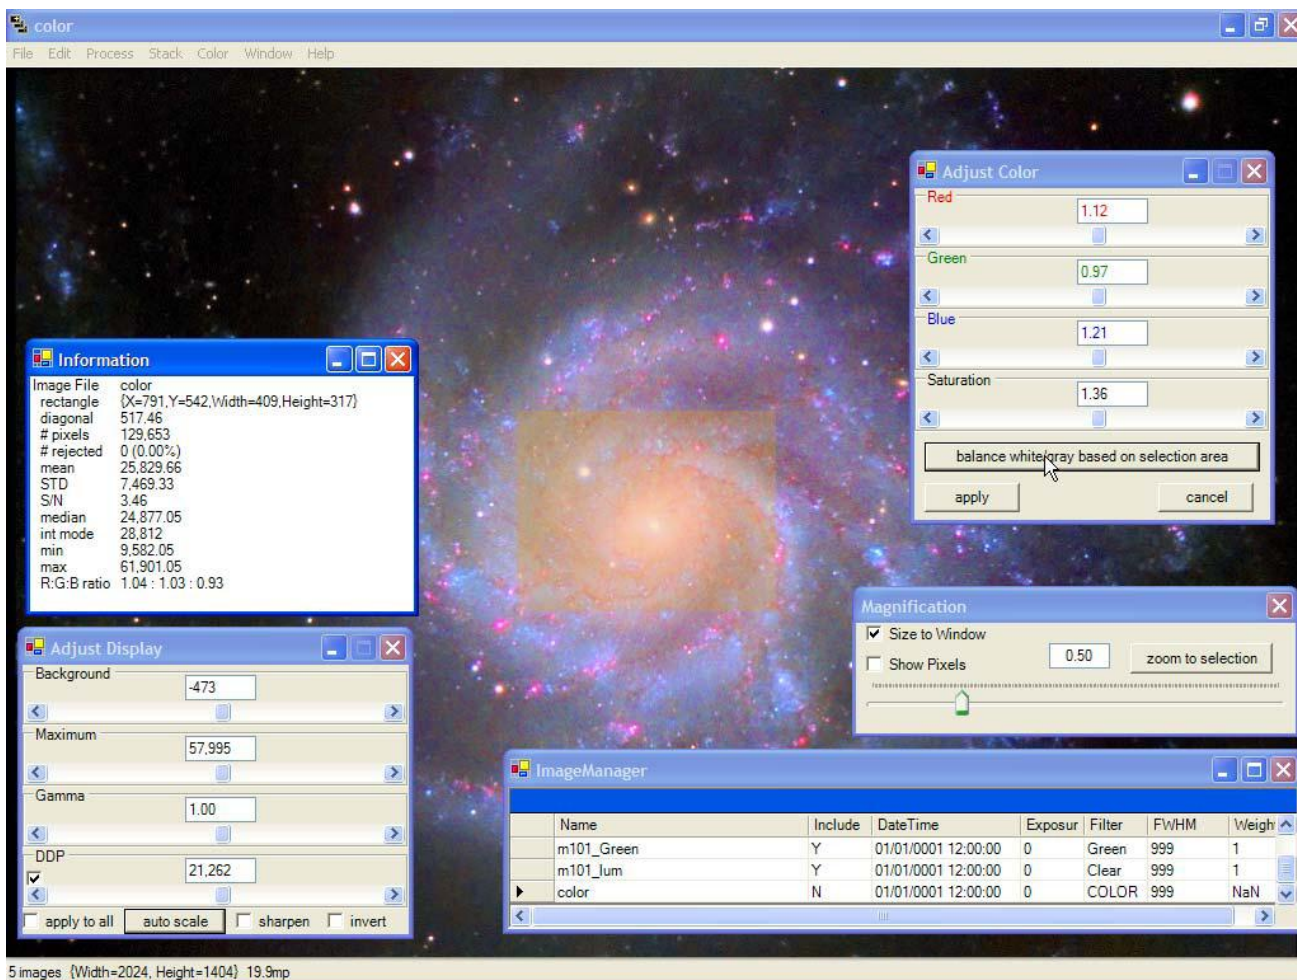 color
File Edit Process Stack Color Window Help
Adjust Color
Red
1.12
Green
0.97
Blue
1.21
Saturation
1.36
balance white/gray based on selection area
apply cancel
Information
Image File color
rectangle {X=791,Y=542,Width=409,Height=317}
diagonal 517.46
# pixels 129,653
# rejected 0 (0.00%)
mean 25,829.66
STD 7,469.33
S/N 3.46
median 24,877.05
int mode 28,812
min 9,582.05
max 61,901.05
R:G:B ratio 1.04 : 1.03 : 0.93
Magnification
Size to Window
Show Pixels 0.50 zoom to selection
Adjust Display
Background
-473
Maximum
57,995
Gamma
1.00
DDP
21,262
apply to all auto scale sharpen invert
ImageManager
Name Include DateTime Exposur Filter FWHM Weigh
m101_Green Y 01/01/0001 12:00:00 0 Green 999 1
m101_lum Y 01/01/0001 12:00:00 0 Clear 999 1
color N 01/01/0001 12:00:00 0 COLOR 999 NaN
5 images {Width=2024, Height=1404} 19.9mp